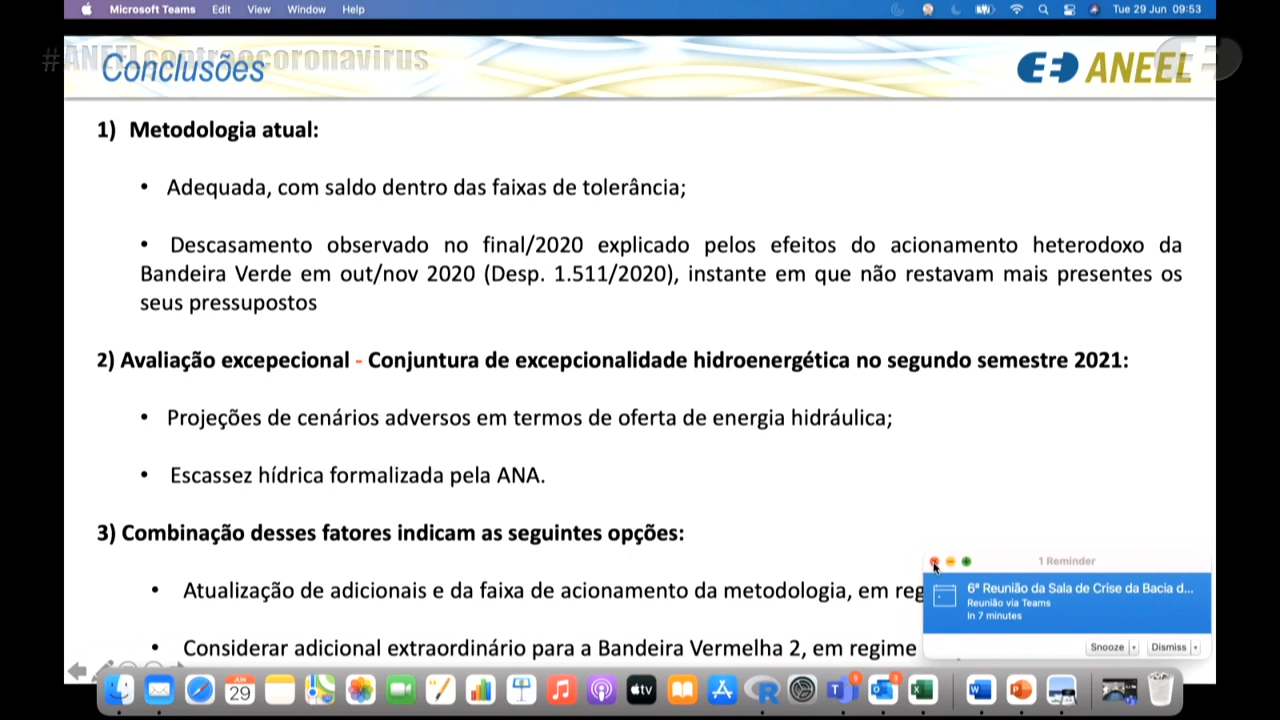 Microsoft Teams Edit View Window Help Tue 29 Jun 09:53
#ANEELcontraocoronavirus
Conclusões
ANEEL
1) Metodologia atual:
• Adequada, com saldo dentro das faixas de tolerância;
• Descasamento observado no final/2020 explicado pelos efeitos do acionamento heterodoxo da
Bandeira Verde em out/nov 2020 (Desp. 1.511/2020), instante em que não restavam mais presentes os
seus pressupostos
2) Avaliação excepecional - Conjuntura de excepcionalidade hidroenergética no segundo semestre 2021:
• Projeções de cenários adversos em termos de oferta de energia hidráulica;
• Escassez hídrica formalizada pela ANA.
3) Combinação desses fatores indicam as seguintes opções:
• Atualização de adicionais e da faixa de acionamento da metodologia, em reg
• Considerar adicional extraordinário para a Bandeira Vermelha 2, em regime
1 Reminder
6ª Reunião da Sala de Crise da Bacia d...
Reunião via Teams
In 7 minutes
Snooze
Dismiss
JUN
29
tv